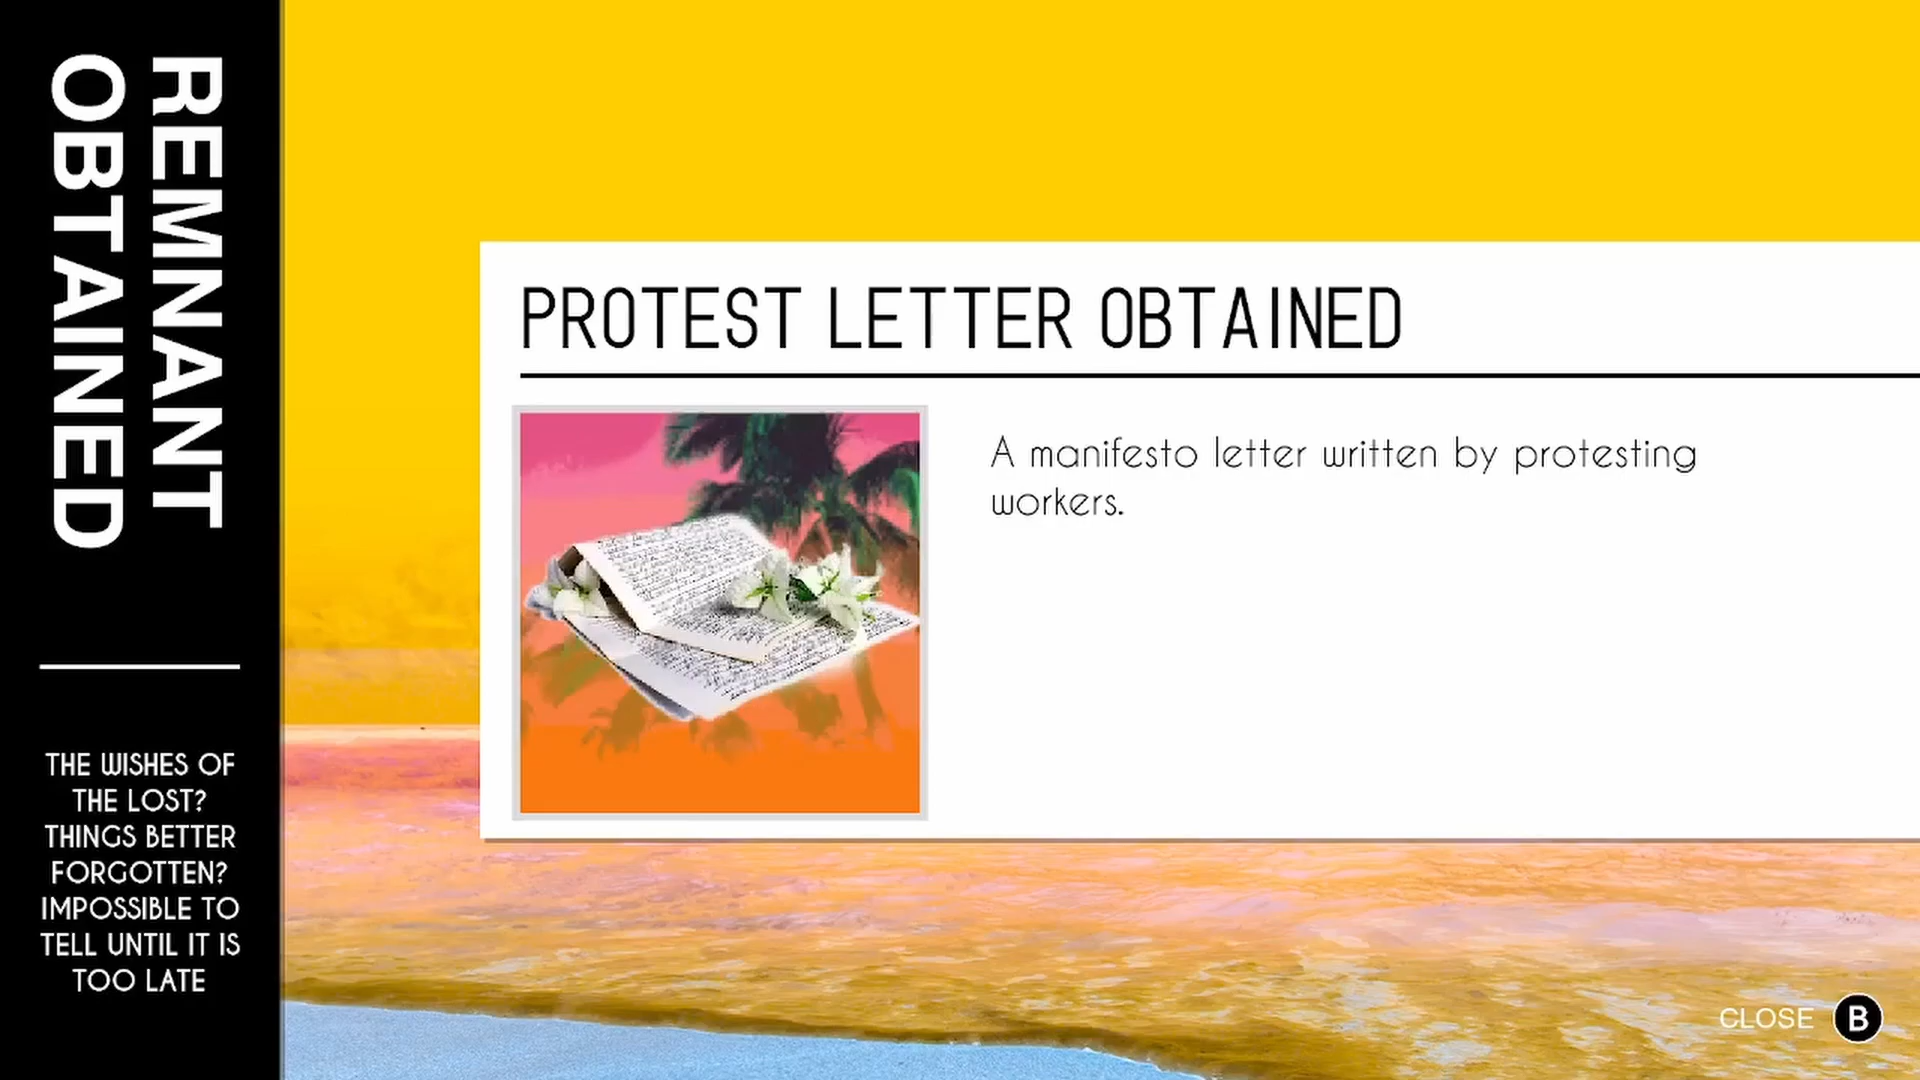 REMNANT
OBTAINED
THE WISHES OF
THE LOST?
THINGS BETTER
FORGOTTEN?
IMPOSSIBLE TO
TELL UNTIL IT IS
TOO LATE
PROTEST LETTER OBTAINED
A manifesto letter written by protesting
workers.
CLOSE B